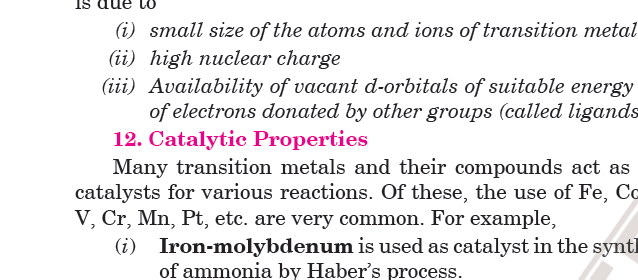 is due to
(i) small size of the atoms and ions of transition metal
(ii) high nuclear charge
(iii) Availability of vacant d-orbitals of suitable energy
of electrons donated by other groups (called ligands
12. Catalytic Properties
Many transition metals and their compounds act as
catalysts for various reactions. Of these, the use of Fe, Co
V, Cr, Mn, Pt, etc. are very common. For example,
(i) Iron-molybdenum is used as catalyst in the synt
of ammonia by Haber's process.